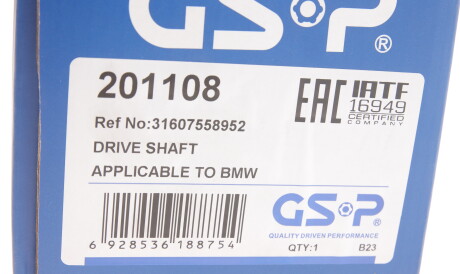 GSP®
201108
EAC IATF
16949
CERTIFIED
COMPANY
Ref No:31607558952
DRIVE SHAFT
APPLICABLE TO BMW
GSP®
QUALITY DRIVEN PERFORMANCE
6 928536 188754
QTY:1 B23